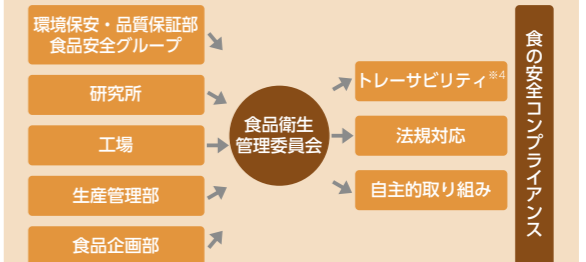 環境保安・品質保証部
食品安全グループ
研究所
工場
生産管理部
食品企画部
食品衛生
管理委員会
トレーサビリティ※4
法規対応
自主的取り組み
食の安全コンプライアンス